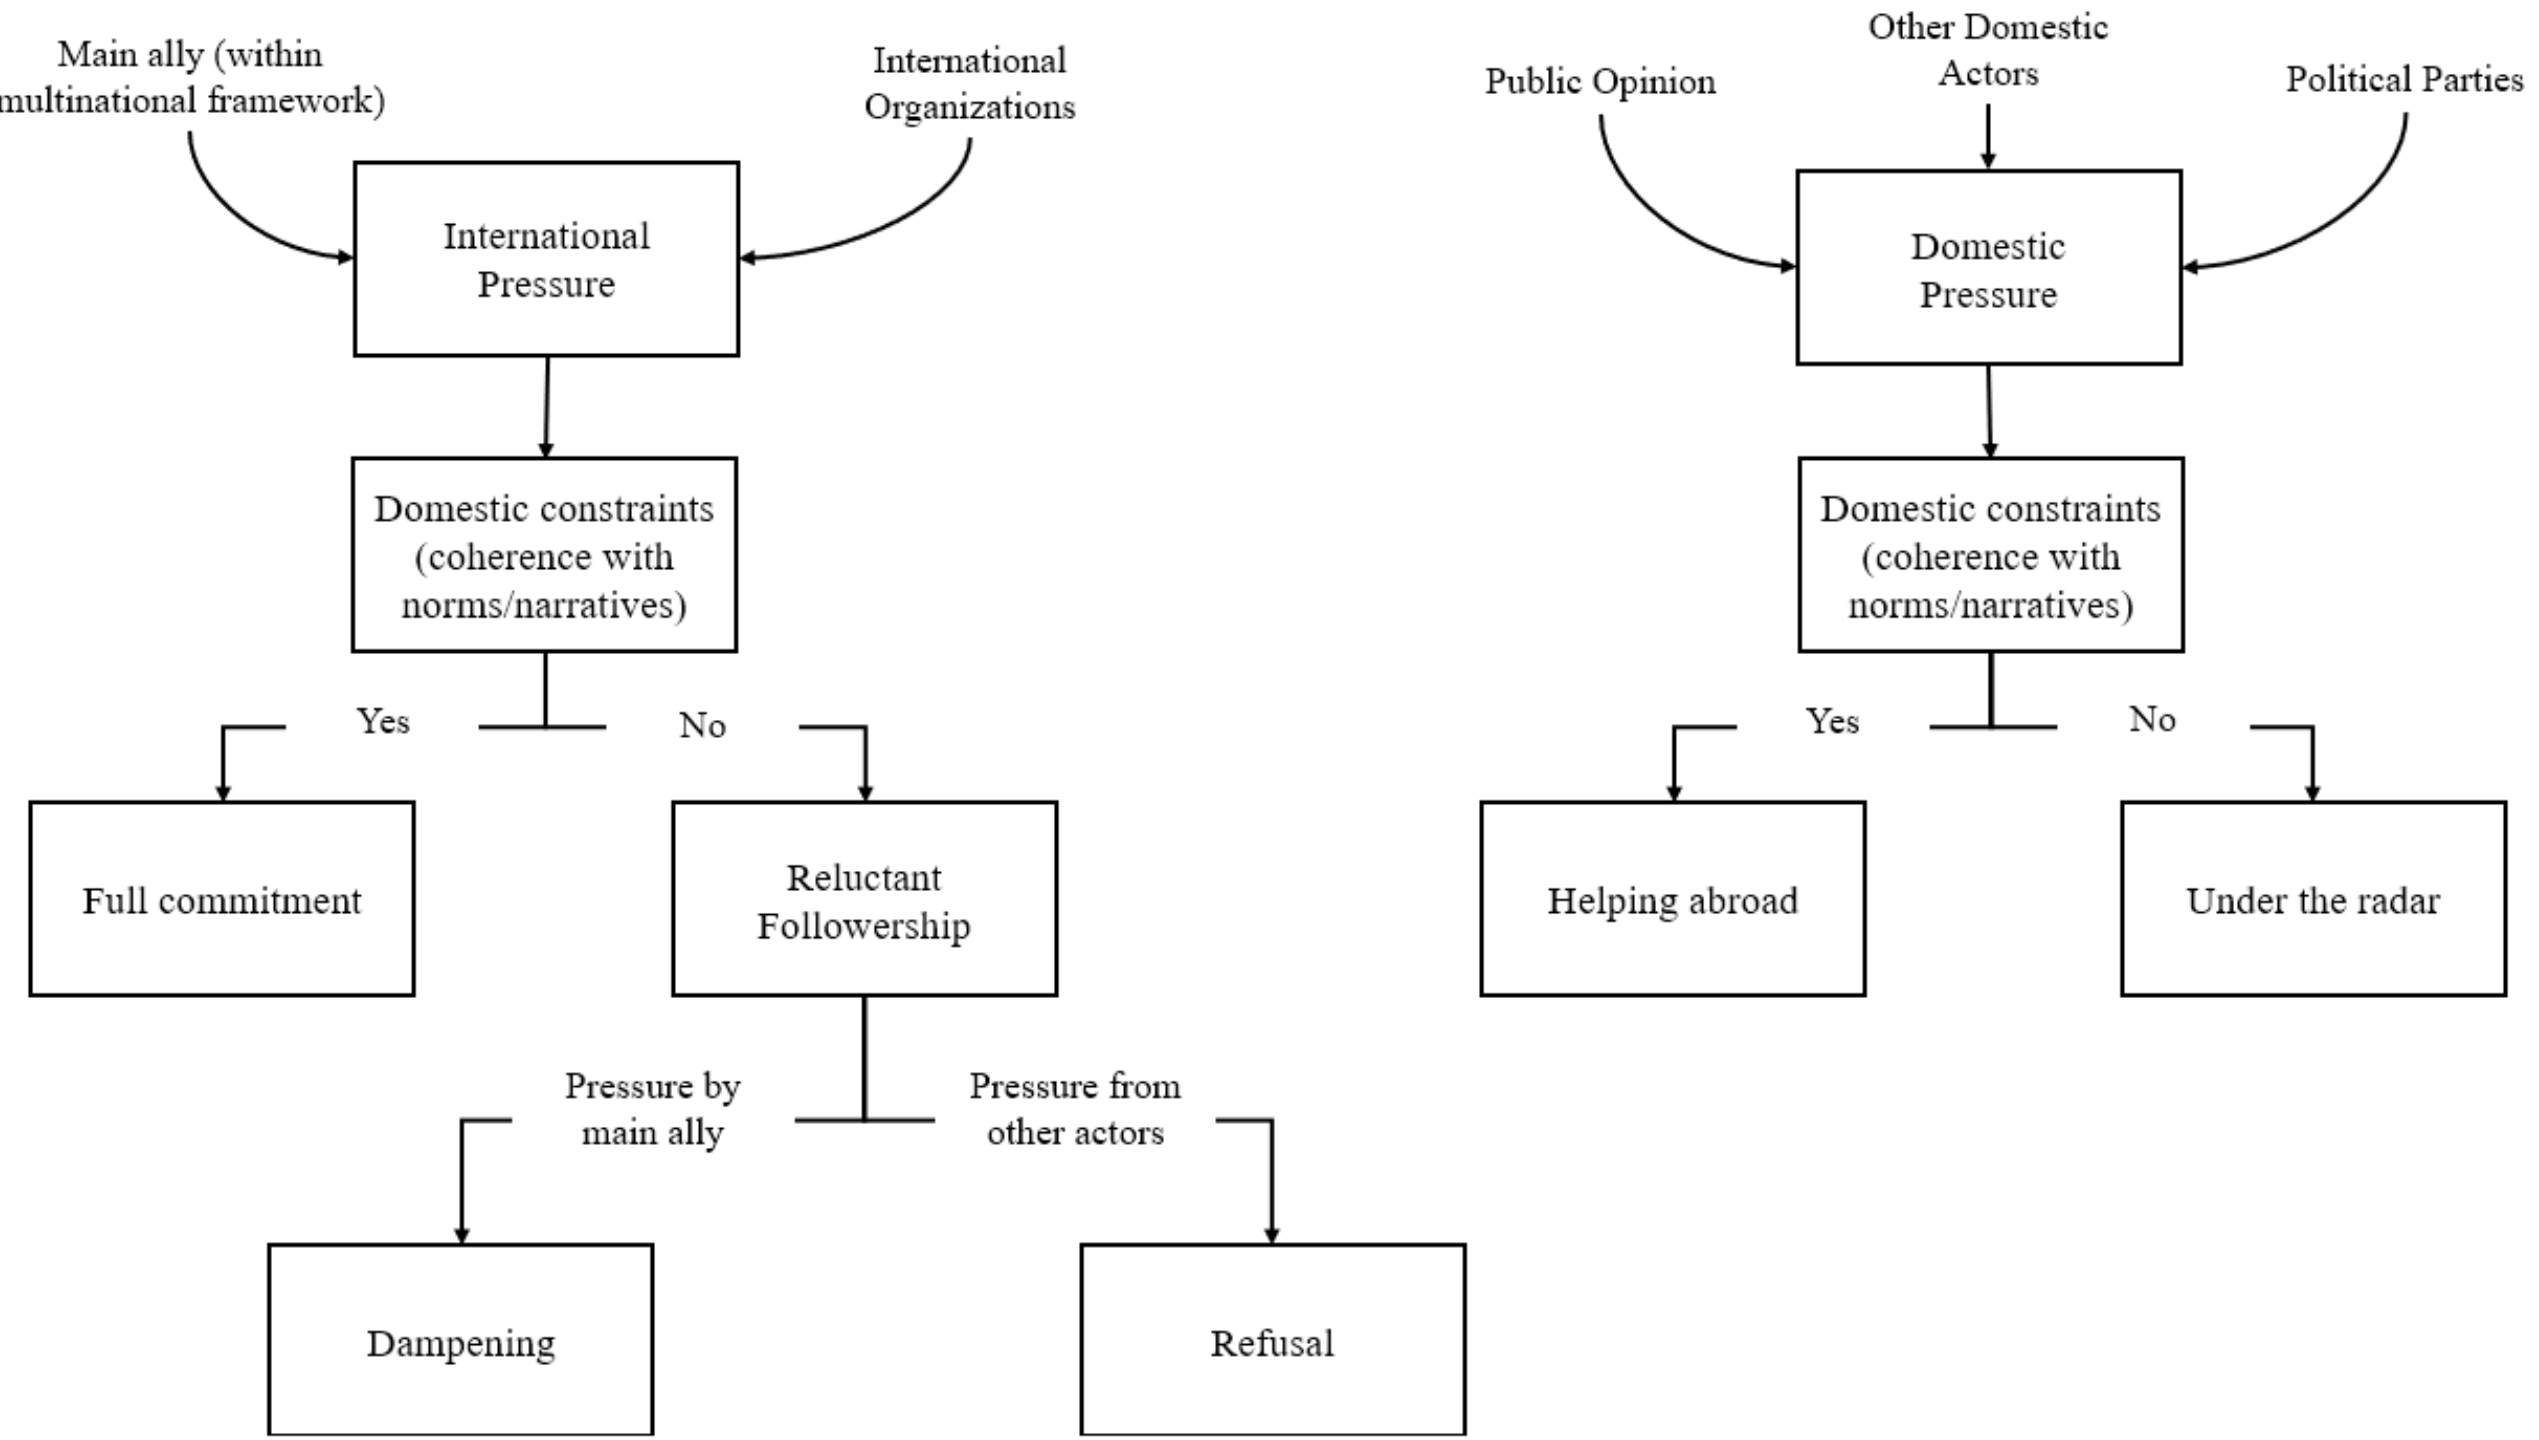 Main ally (within
multinational framework)
International
Organizations
Public Opinion
Other Domestic
Actors
Political Parties
International
Pressure
Domestic
Pressure
Domestic constraints
(coherence with
norms/narratives)
Domestic constraints
(coherence with
norms/narratives)
Yes
No
Yes
No
Full commitment
Reluctant
Followership
Helping abroad
Under the radar
Pressure by
main ally
Pressure from
other actors
Dampening
Refusal